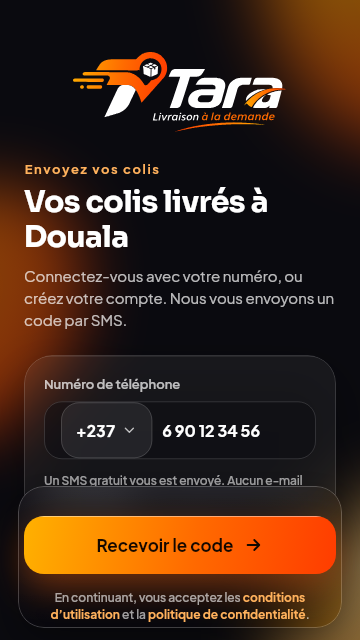 Tara
Livraison à la demande
Envoyez vos colis
Vos colis livrés à
Douala
Connectez-vous avec votre numéro, ou
créez votre compte. Nous vous envoyons un
code par SMS.
Numéro de téléphone
+237 6 90 12 34 56
Un SMS gratuit vous est envoyé. Aucun e-mail
Recevoir le code →
En continuant, vous acceptez les conditions
d'utilisation et la politique de confidentialité.